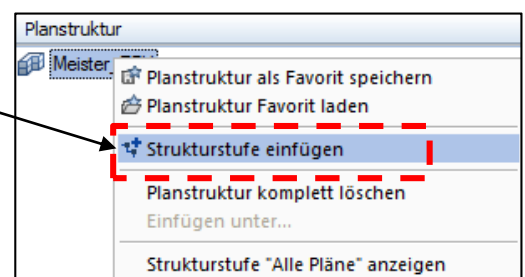 Planstruktur
Meister_
Planstruktur als Favorit speichern
Planstruktur Favorit laden
Strukturstufe einfügen
Planstruktur komplett löschen
Einfügen unter...
Strukturstufe "Alle Pläne" anzeigen